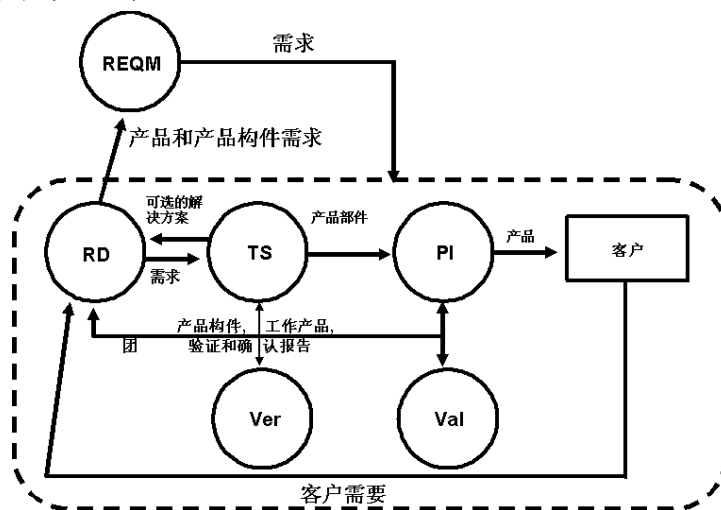 需求
REQM
产品和产品构件需求
可选的解
决方案
产品部件
产品
RD
TS
PI
客户
需求
产品构件，工作产品，
团
验证和确认报告
Ver
Val
客户需要